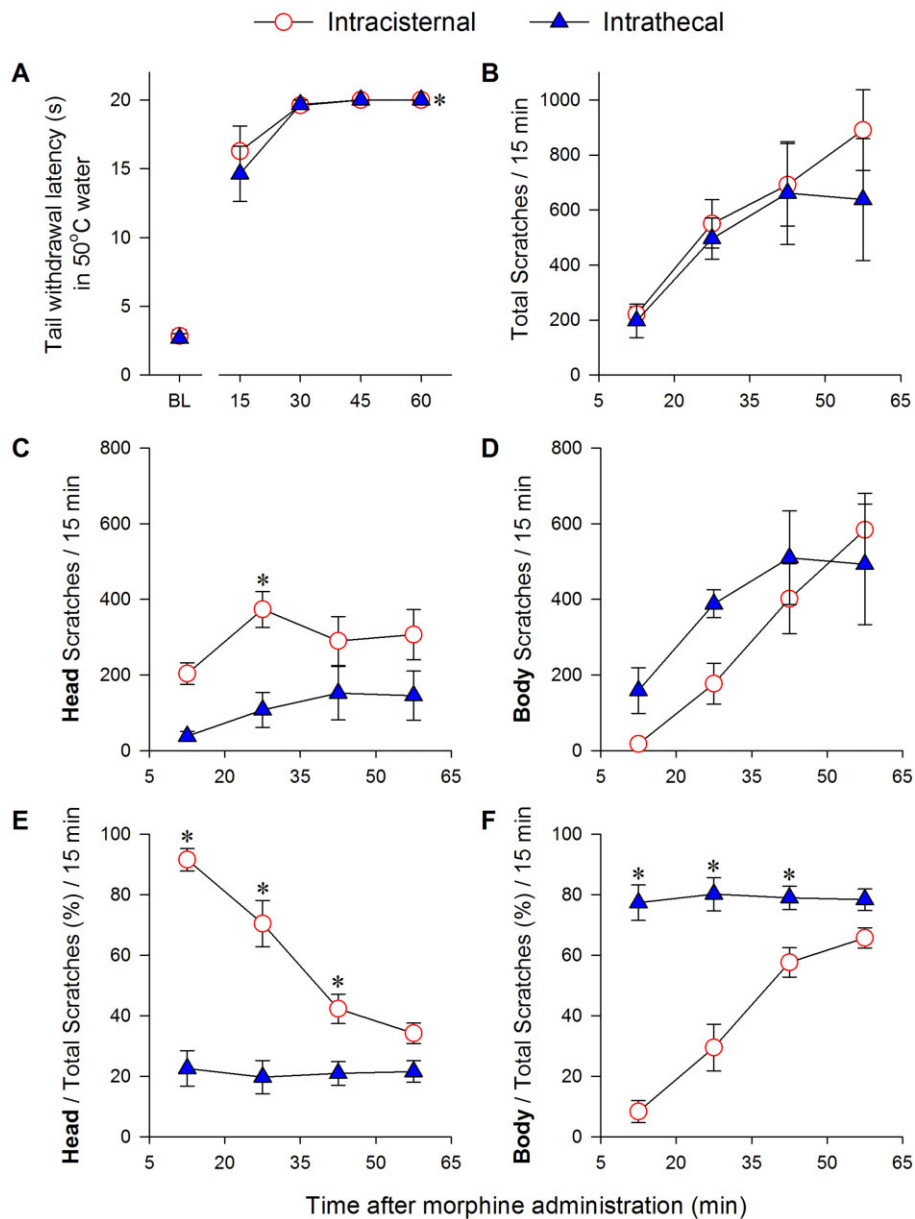 Intracisternal Intrathecal
A
Tail withdrawal latency (s)
in 50°C water
20
15
10
5
0
*
BL 15 30 45 60
B
Total Scratches / 15 min
1000
800
600
400
200
0
5 20 35 50 65
C
Head Scratches / 15 min
800
600
400
200
0
*
5 20 35 50 65
D
Body Scratches / 15 min
800
600
400
200
0
5 20 35 50 65
E
Head / Total Scratches (%) / 15 min
100
80
60
40
20
0
* * *
5 20 35 50 65
F
Body / Total Scratches (%) / 15 min
100
80
60
40
20
0
* * *
5 20 35 50 65
Time after morphine administration (min)